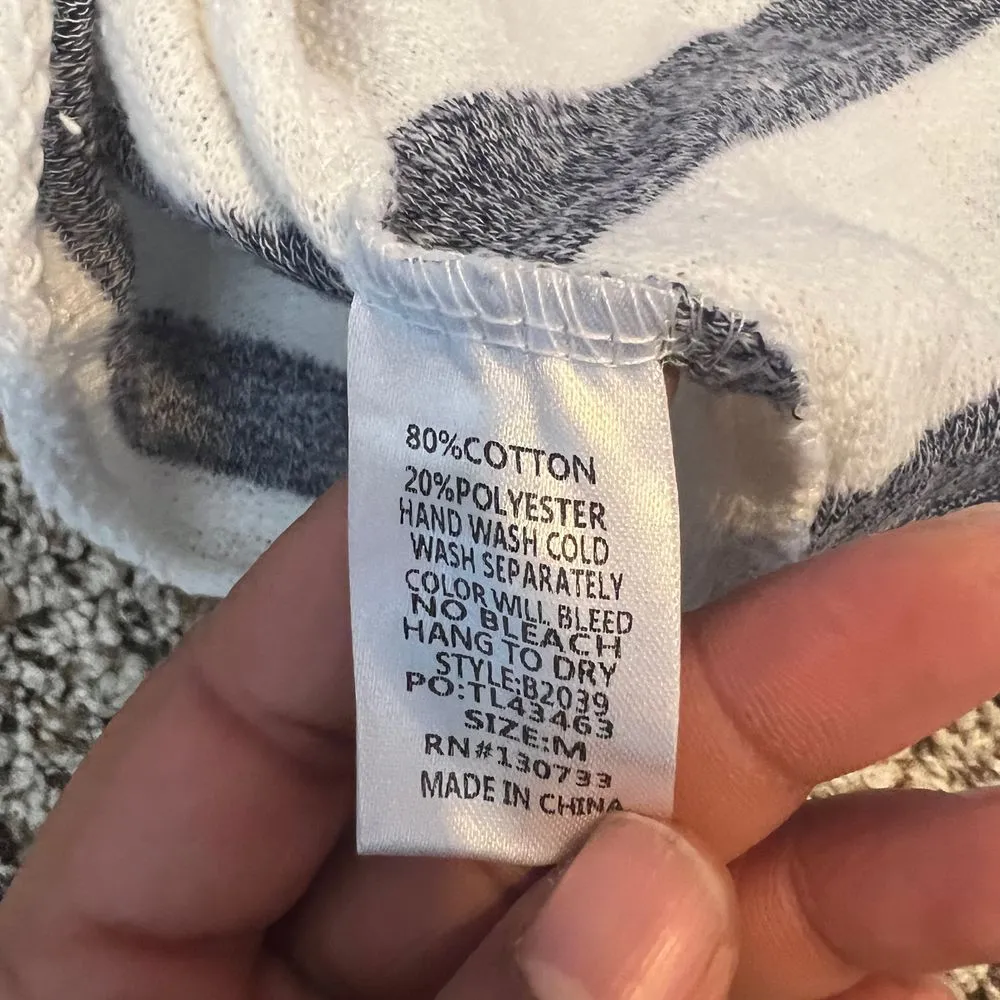 80%COTTON
20%POLYESTER
HAND WASH COLD
WASH SEPARATELY
COLOR WILL BLEED
NO BLEACH
HANG TO DRY
STYLE:B2039
PO:TL43463
SIZE:M
RN#130733
MADE IN CHINA